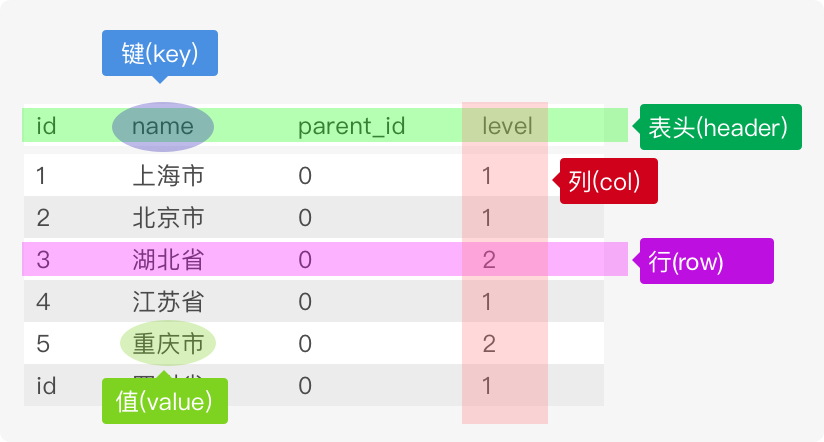 键(key)
id name parent_id level
表头(header)
1 上海市 0 1
列(col)
2 北京市 0 1
3 湖北省 0 2
行(row)
4 江苏省 0 1
5 重庆市 0 2
id 0 1
值(value)